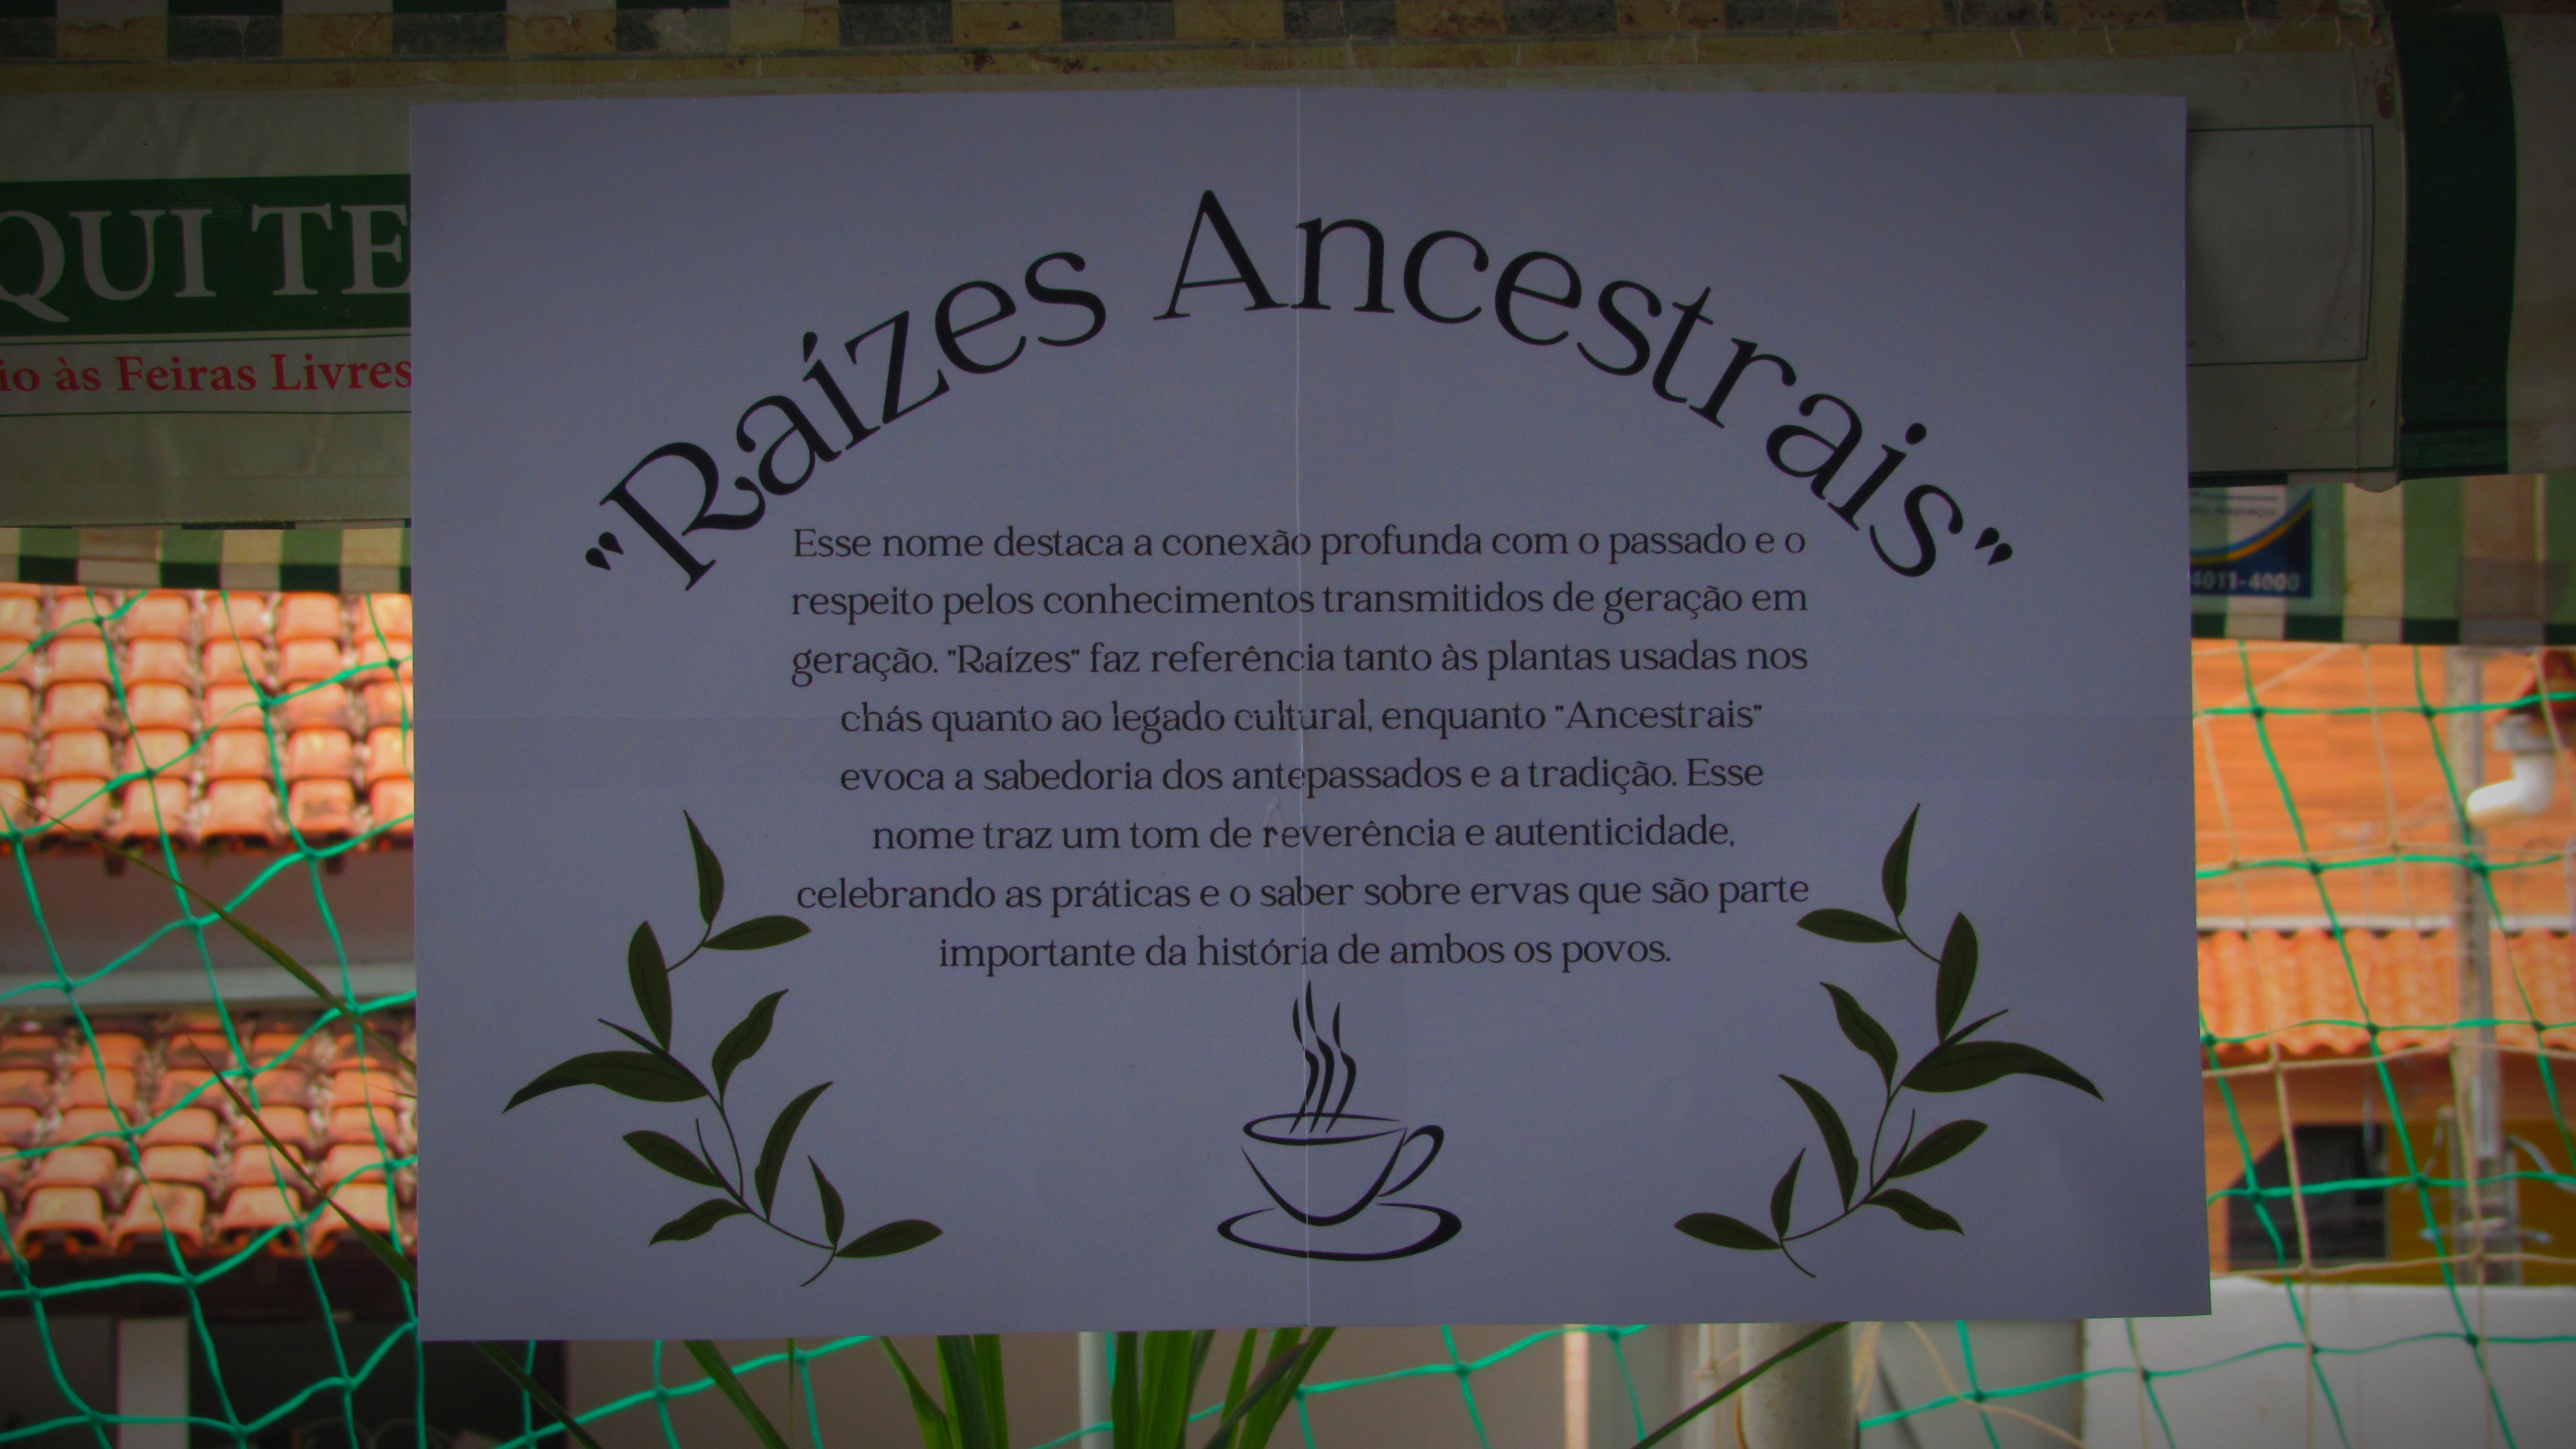 QUI TE
io às Feiras Livres
"Raízes Ancestrais"
Esse nome destaca a conexão profunda com o passado e o
respeito pelos conhecimentos transmitidos de geração em
geração. "Raízes" faz referência tanto às plantas usadas nos
chás quanto ao legado cultural, enquanto "Ancestrais"
evoca a sabedoria dos antepassados e a tradição. Esse
nome traz um tom de reverência e autenticidade,
celebrando as práticas e o saber sobre ervas que são parte
importante da história de ambos os povos.
4011-4000